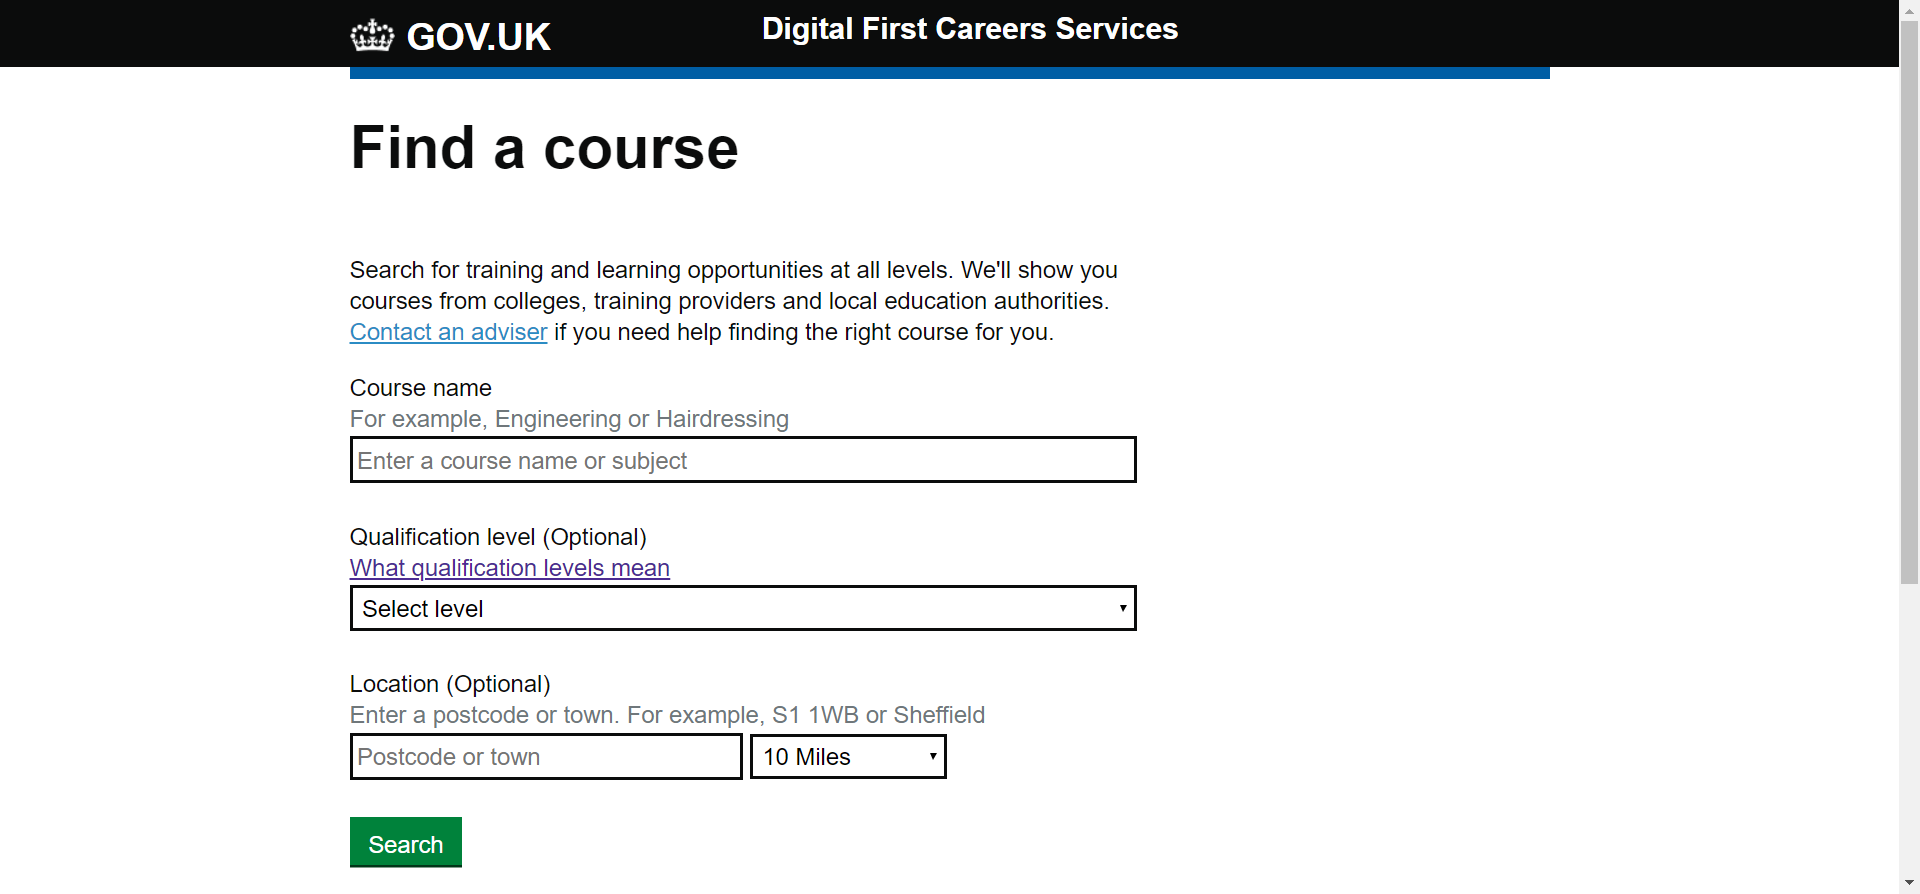 GOV.UK
Digital First Careers Services
Find a course
Search for training and learning opportunities at all levels. We'll show you
courses from colleges, training providers and local education authorities.
Contact an adviser if you need help finding the right course for you.
Course name
For example, Engineering or Hairdressing
Enter a course name or subject
Qualification level (Optional)
What qualification levels mean
Select level
Location (Optional)
Enter a postcode or town. For example, S1 1WB or Sheffield
Postcode or town
10 Miles
Search